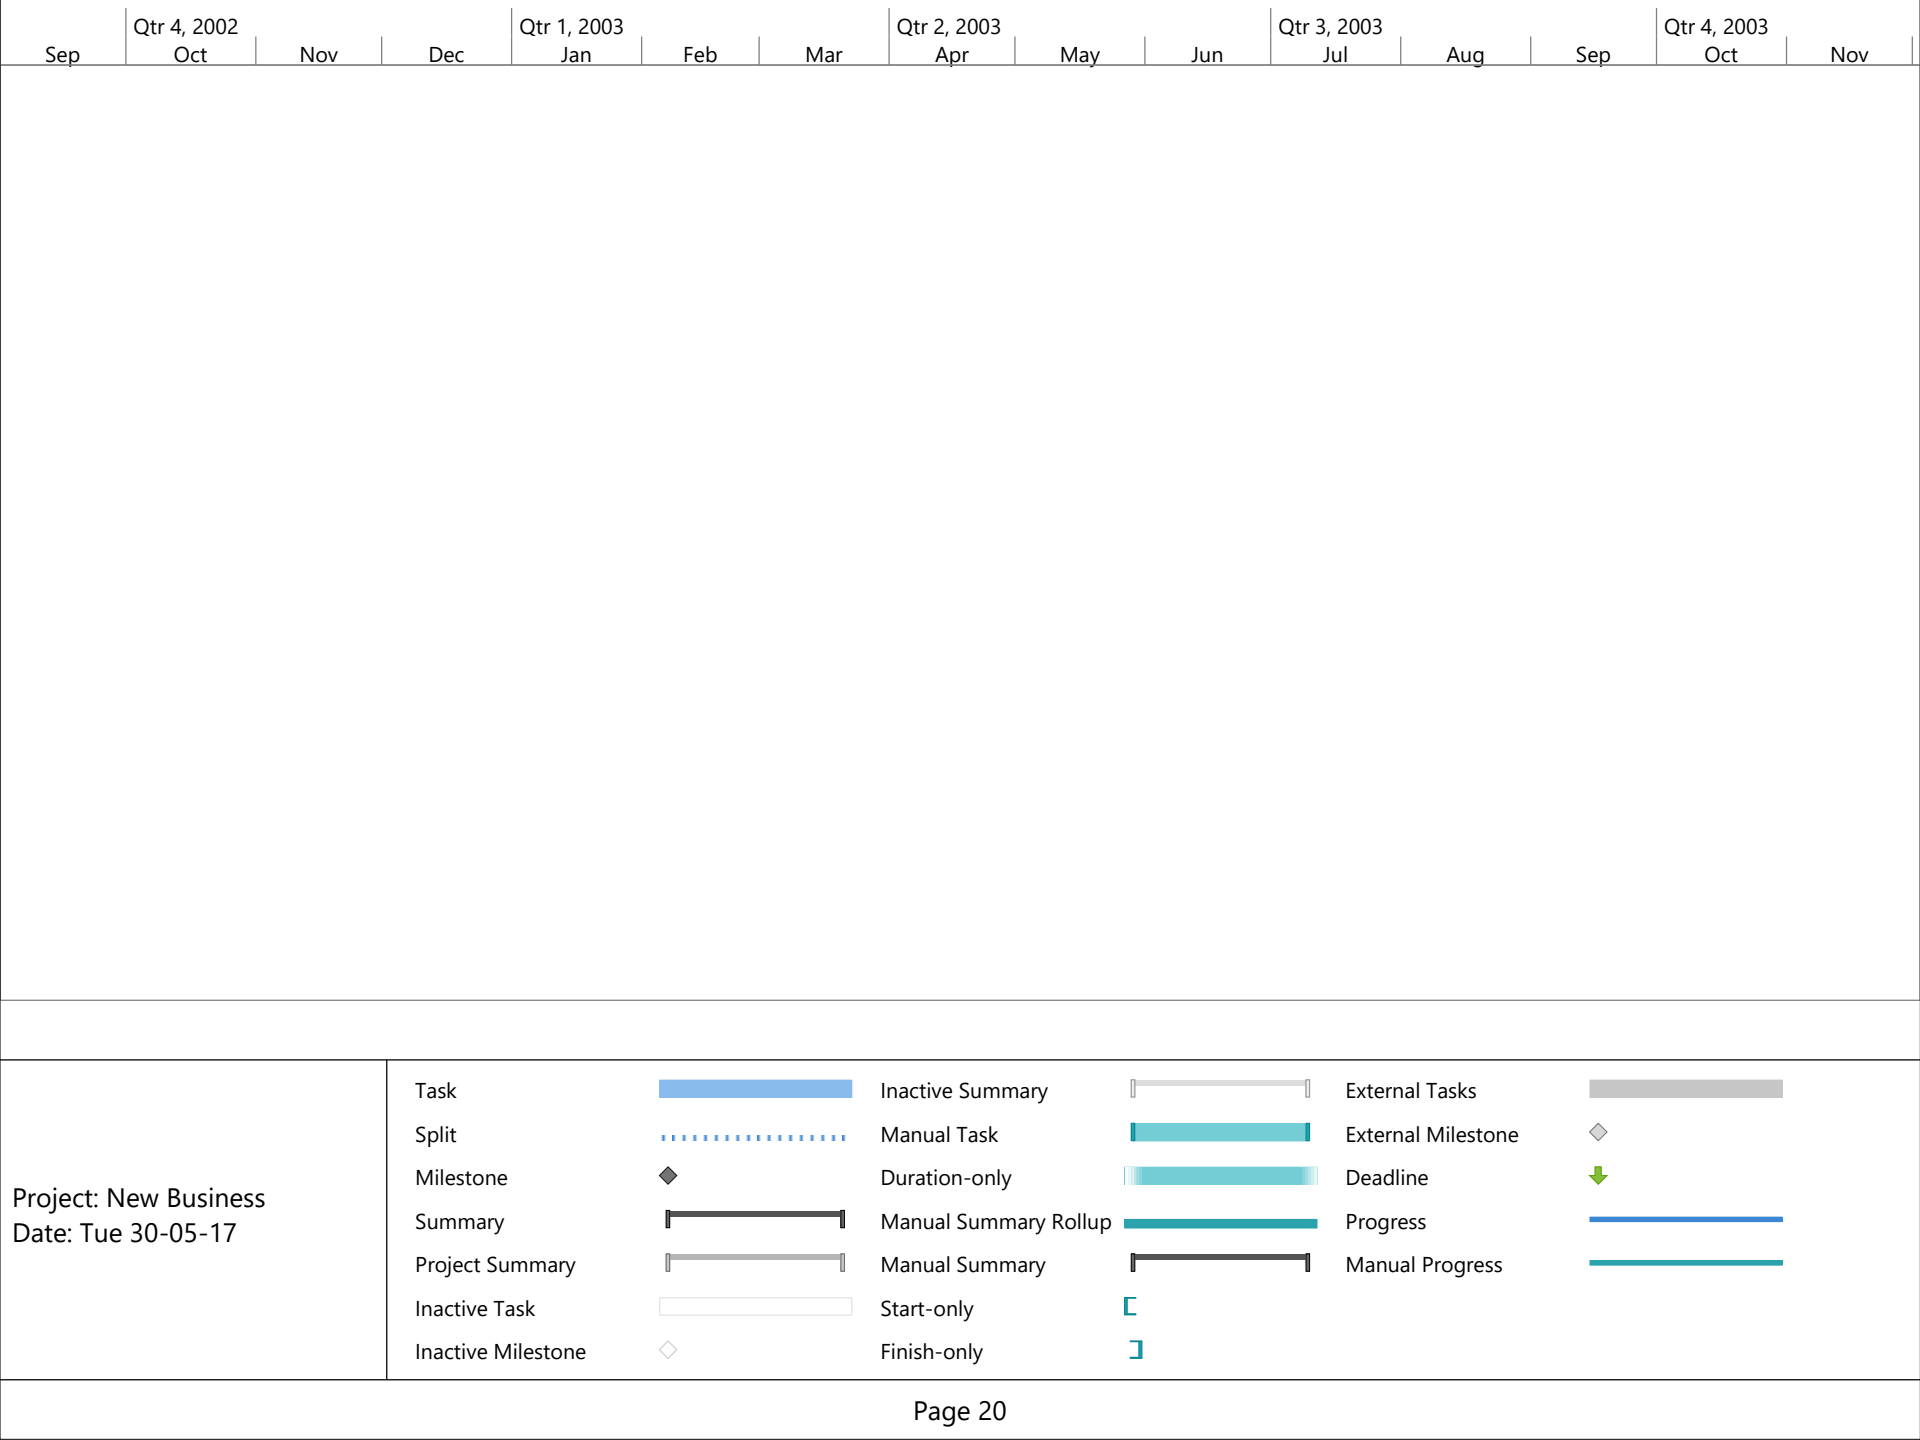 Qtr 4, 2002 Qtr 1, 2003 Qtr 2, 2003 Qtr 3, 2003 Qtr 4, 2003
Sep Oct Nov Dec Jan Feb Mar Apr May Jun Jul Aug Sep Oct Nov
Project: New Business
Date: Tue 30-05-17
Task
Split
Milestone
Summary
Project Summary
Inactive Task
Inactive Milestone
Inactive Summary
Manual Task
Duration-only
Manual Summary Rollup
Manual Summary
Start-only
Finish-only
External Tasks
External Milestone
Deadline
Progress
Manual Progress
Page 20